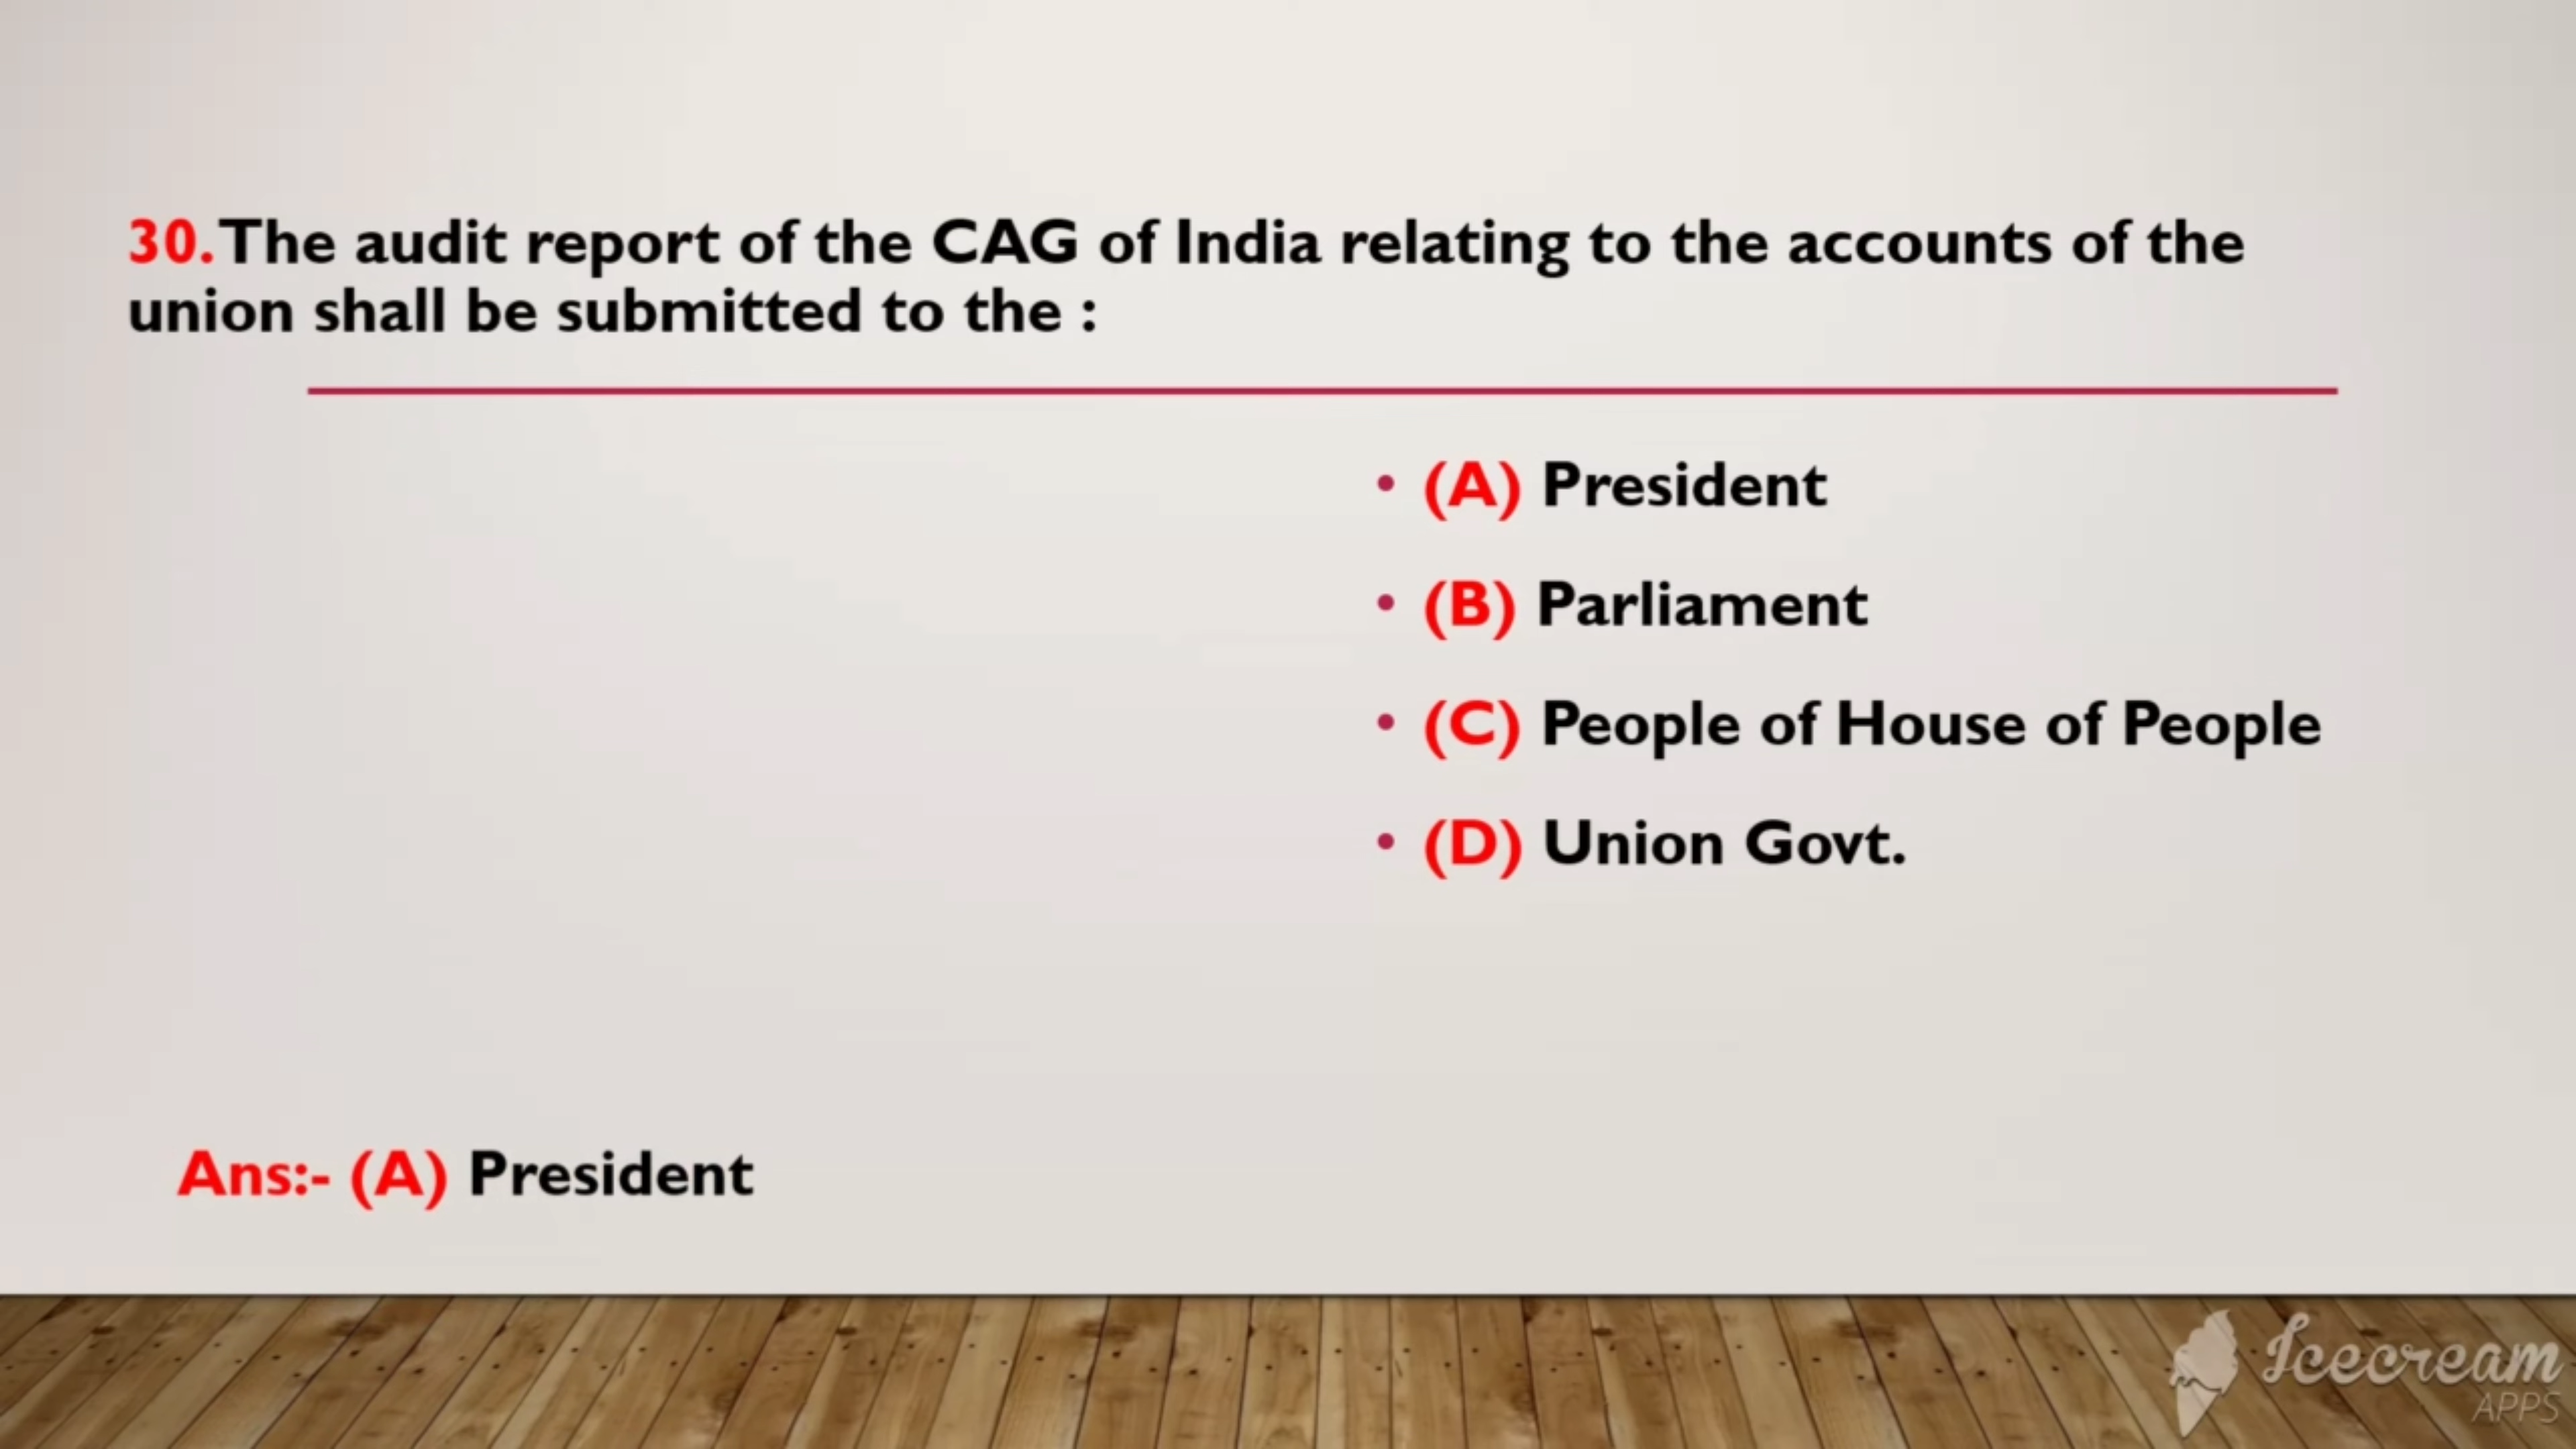 30.The audit report of the CAG of India relating to the accounts of the
union shall be submitted to the :
• (A) President
• (B) Parliament
• (C) People of House of People
• (D) Union Govt.
Ans:- (A) President
Icecream
APPS